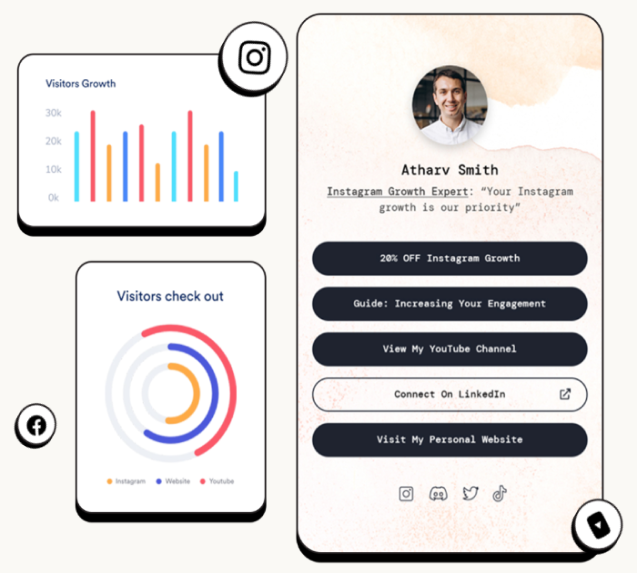 Visitors Growth
30k
20k
10k
0k
Visitors check out
Instagram Website Youtube
Atharv Smith
Instagram Growth Expert: “Your Instagram
growth is our priority”
20% OFF Instagram Growth
Guide: Increasing Your Engagement
View My YouTube Channel
Connect On LinkedIn
Visit My Personal Website